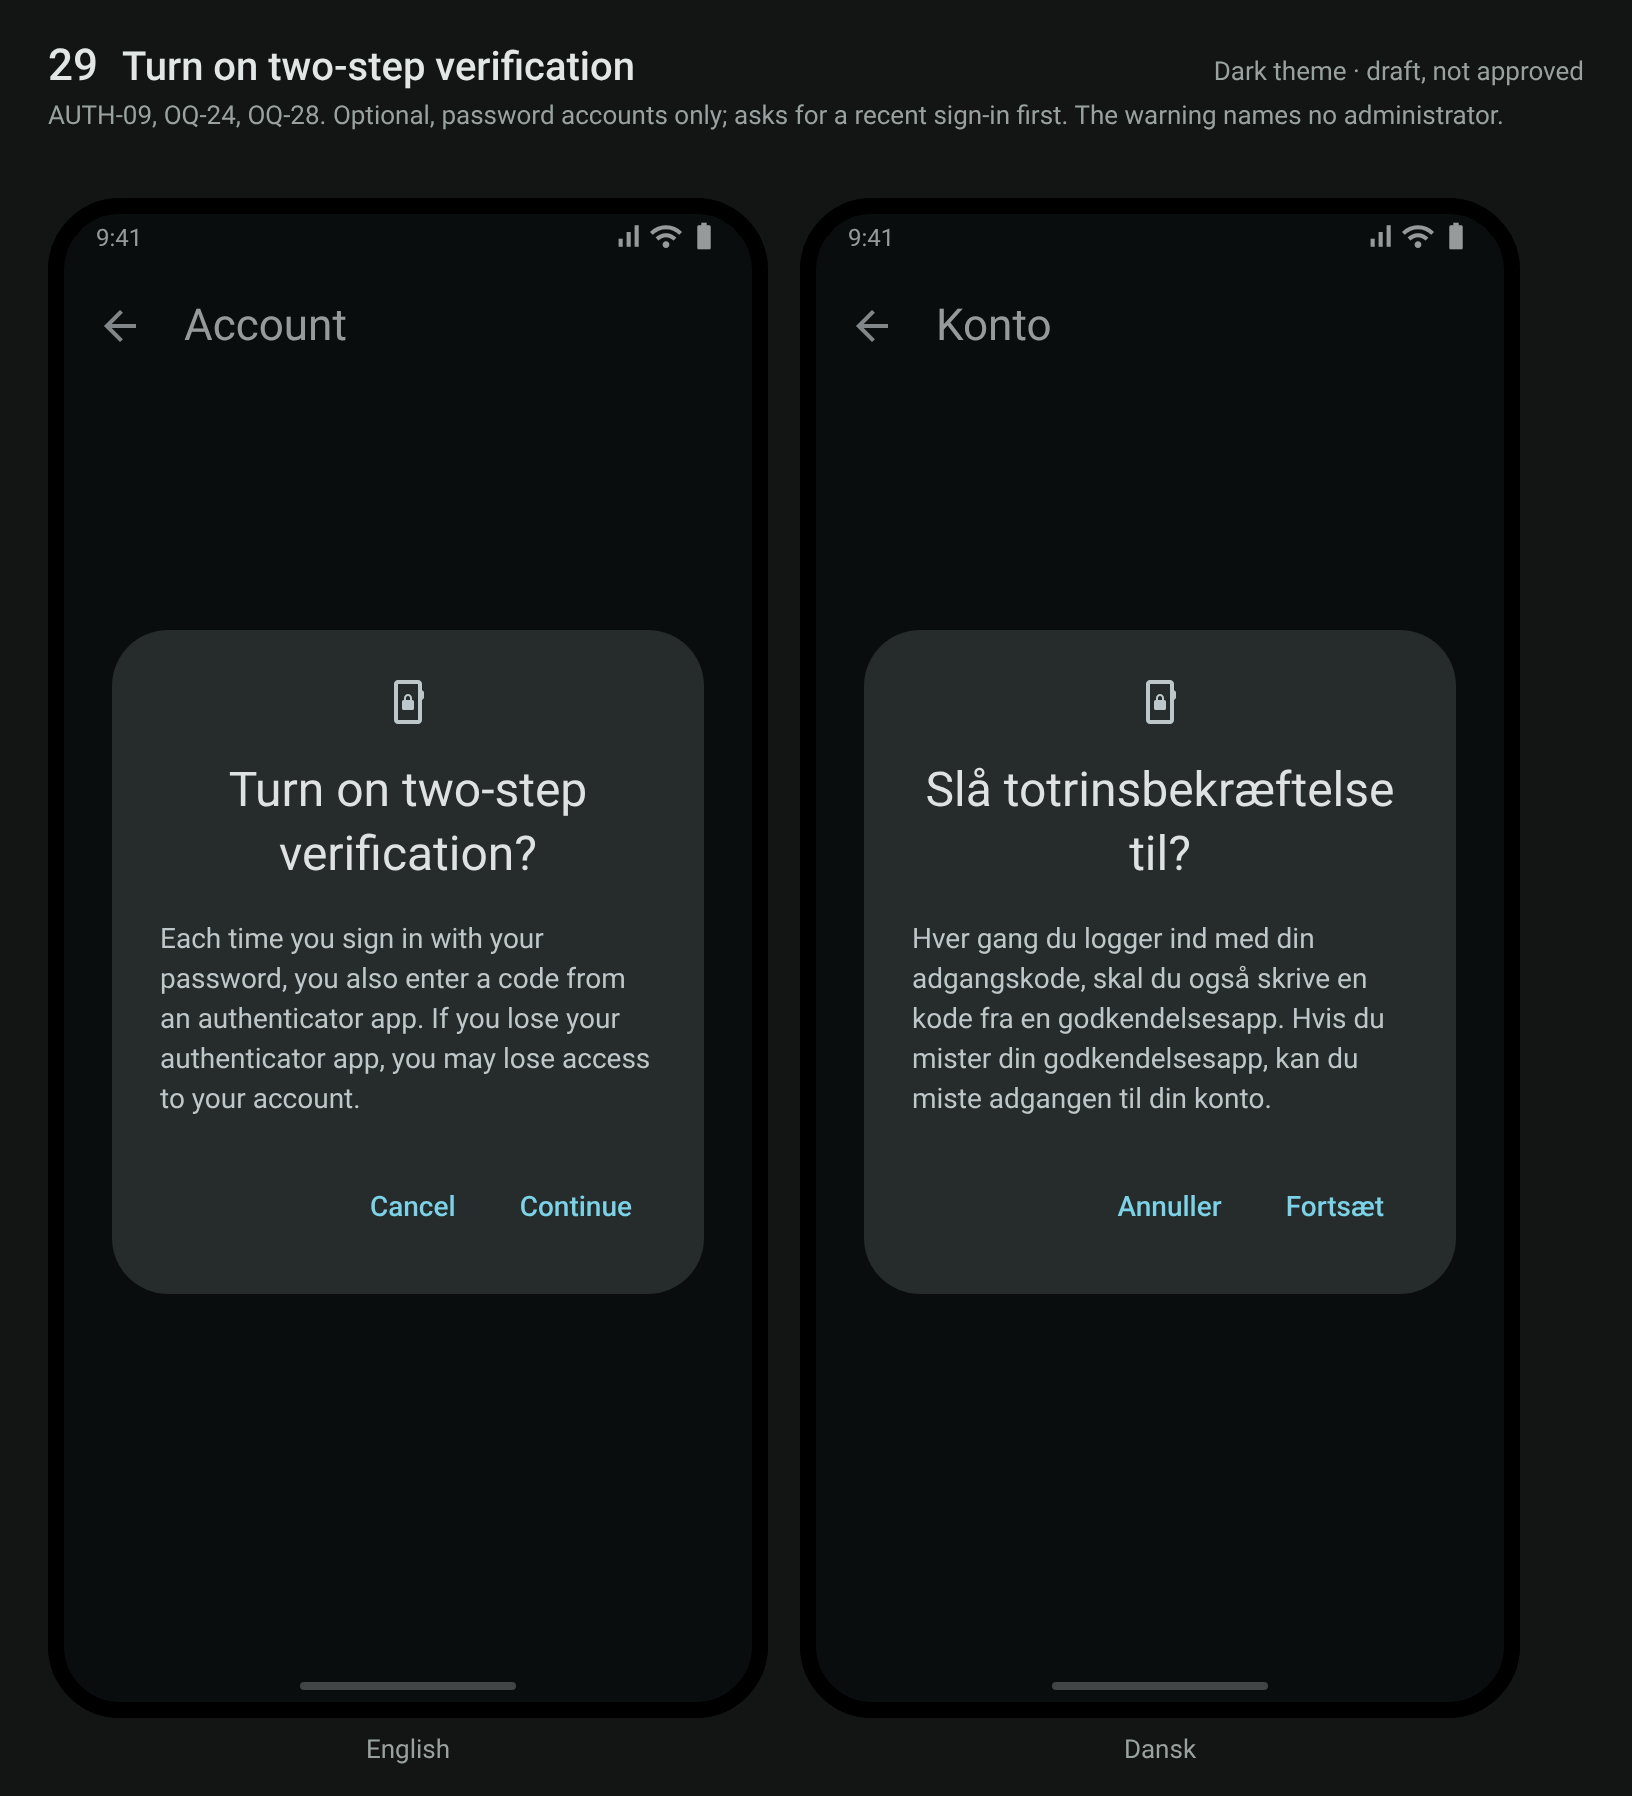 29 Turn on two-step verification
Dark theme · draft, not approved
AUTH-09, OQ-24, OQ-28. Optional, password accounts only; asks for a recent sign-in first. The warning names no administrator.
9:41
Account
Turn on two-step
verification?
Each time you sign in with your
password, you also enter a code from
an authenticator app. If you lose your
authenticator app, you may lose access
to your account.
Cancel Continue
English
9:41
Konto
Slå totrinsbekræftelse
til?
Hver gang du logger ind med din
adgangskode, skal du også skrive en
kode fra en godkendelsesapp. Hvis du
mister din godkendelsesapp, kan du
miste adgangen til din konto.
Annuller Fortsæt
Dansk